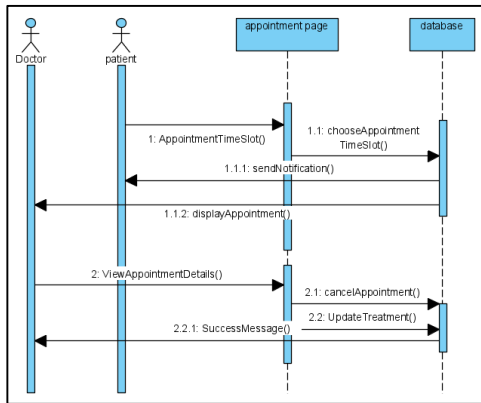 appointment page
database
Doctor
patient
1: AppointmentTimeSlot()
1.1: chooseAppointment
TimeSlot()
1.1.1: sendNotification()
1.1.2: displayAppointment()
2: ViewAppointmentDetails()
2.1: cancelAppointment()
2.2: UpdateTreatment()
2.2.1: SuccessMessage()